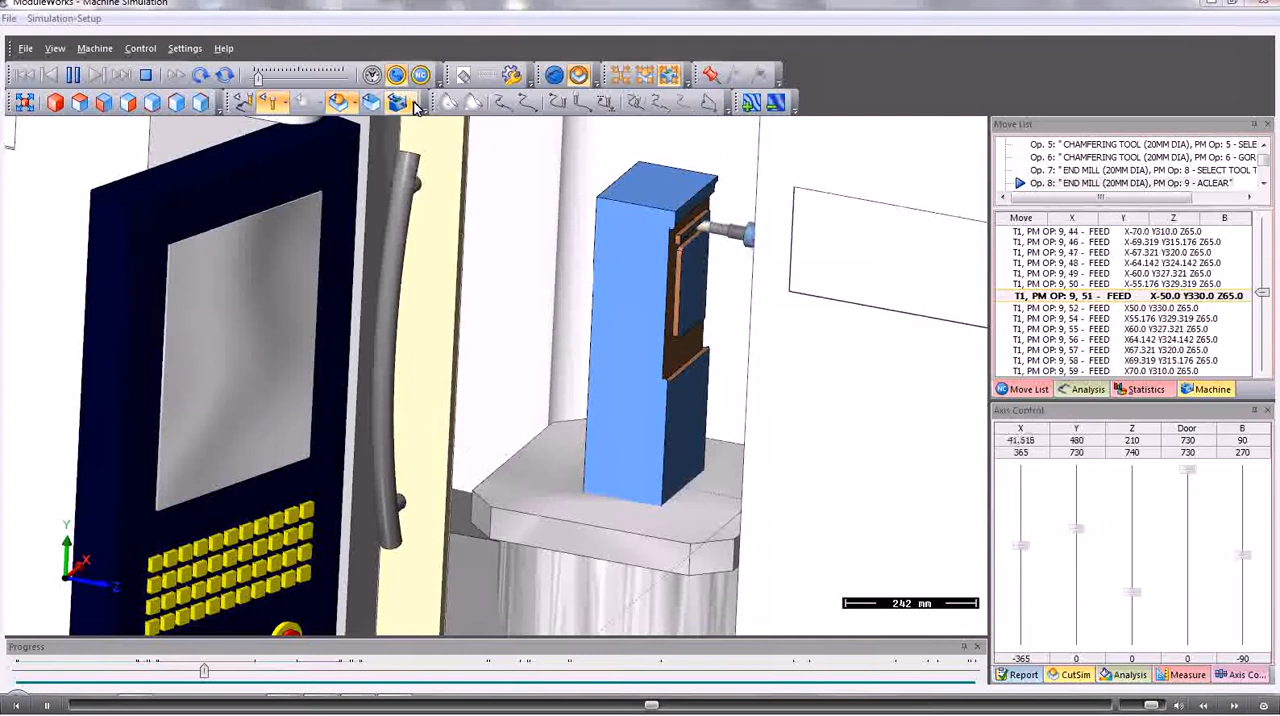 ModuleWorks - Machine Simulation
File Simulation-Setup
File View Machine Control Settings Help
NC
Move List
Op. 5: "CHAMFERING TOOL (20MM DIA), PM Op: 5 - SELE
Op. 6: "CHAMFERING TOOL (20MM DIA), PM Op: 6 - GOR
Op. 7: "END MILL (20MM DIA), PM Op: 8 - SELECT TOOL T
Op. 8: "END MILL (20MM DIA), PM Op: 9 - ACLEAR"
Move X Y Z B
T1, PM OP: 9, 44 - FEED X-70.0 Y310.0 Z65.0
T1, PM OP: 9, 46 - FEED X-69.319 Y315.176 Z65.0
T1, PM OP: 9, 47 - FEED X-67.321 Y320.0 Z65.0
T1, PM OP: 9, 48 - FEED X-64.142 Y324.142 Z65.0
T1, PM OP: 9, 49 - FEED X-60.0 Y327.321 Z65.0
T1, PM OP: 9, 50 - FEED X-55.176 Y329.319 Z65.0
T1, PM OP: 9, 51 - FEED X-50.0 Y330.0 Z65.0
T1, PM OP: 9, 52 - FEED X50.0 Y330.0 Z65.0
T1, PM OP: 9, 54 - FEED X55.176 Y329.319 Z65.0
T1, PM OP: 9, 55 - FEED X60.0 Y327.321 Z65.0
T1, PM OP: 9, 56 - FEED X64.142 Y324.142 Z65.0
T1, PM OP: 9, 57 - FEED X67.321 Y320.0 Z65.0
T1, PM OP: 9, 58 - FEED X69.319 Y315.176 Z65.0
T1, PM OP: 9, 59 - FEED X70.0 Y310.0 Z65.0
NC Move List Analysis Statistics Machine
Axis Control
X Y Z Door B
-41.515 480 210 730 90
365 730 740 730 270
Y
X
Z
242 mm
-365 0 0 0 -90
Progress
Report CutSim Analysis Measure Axis Co...